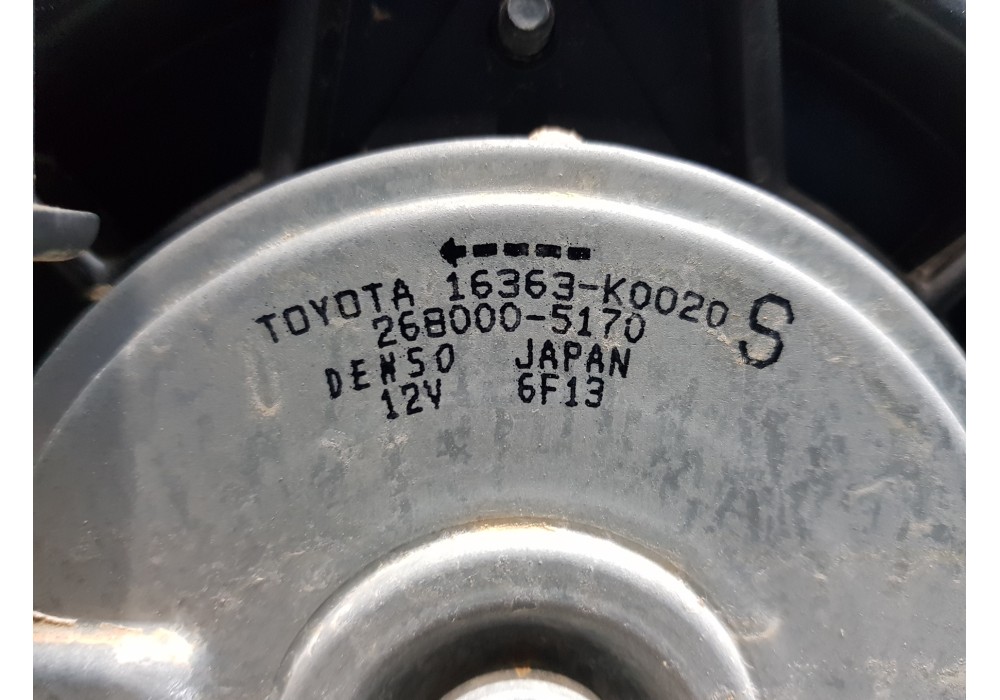 TOYOTA 16363-K0020 S
268000-5170
DENSO JAPAN
12V 6F13